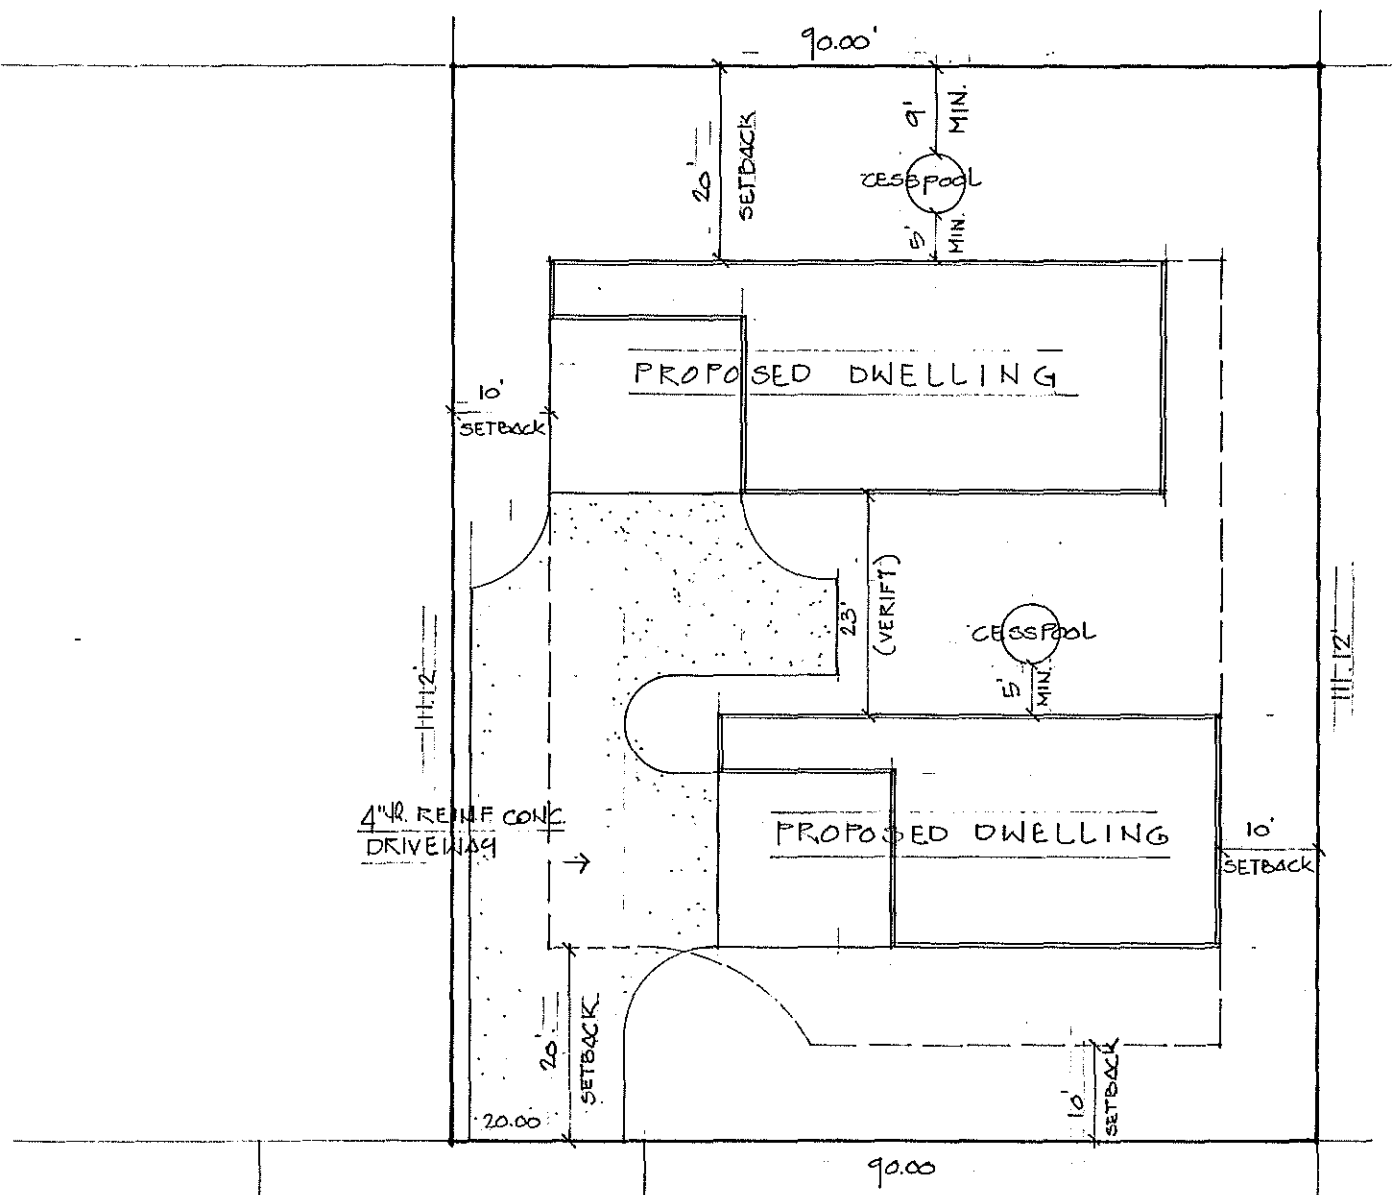 90.00'
9'
MIN.
20'
SETBACK
CESSPOOL
5'
MIN.
PROPOSED DWELLING
10'
SETBACK
23'
(VERIFY)
CESSPOOL
5'
MIN.
111.12'
111.12'
4" REINF CONC.
DRIVEWAY
→
PROPOSED DWELLING
10'
SETBACK
20'
SETBACK
10'
SETBACK
20.00
90.00